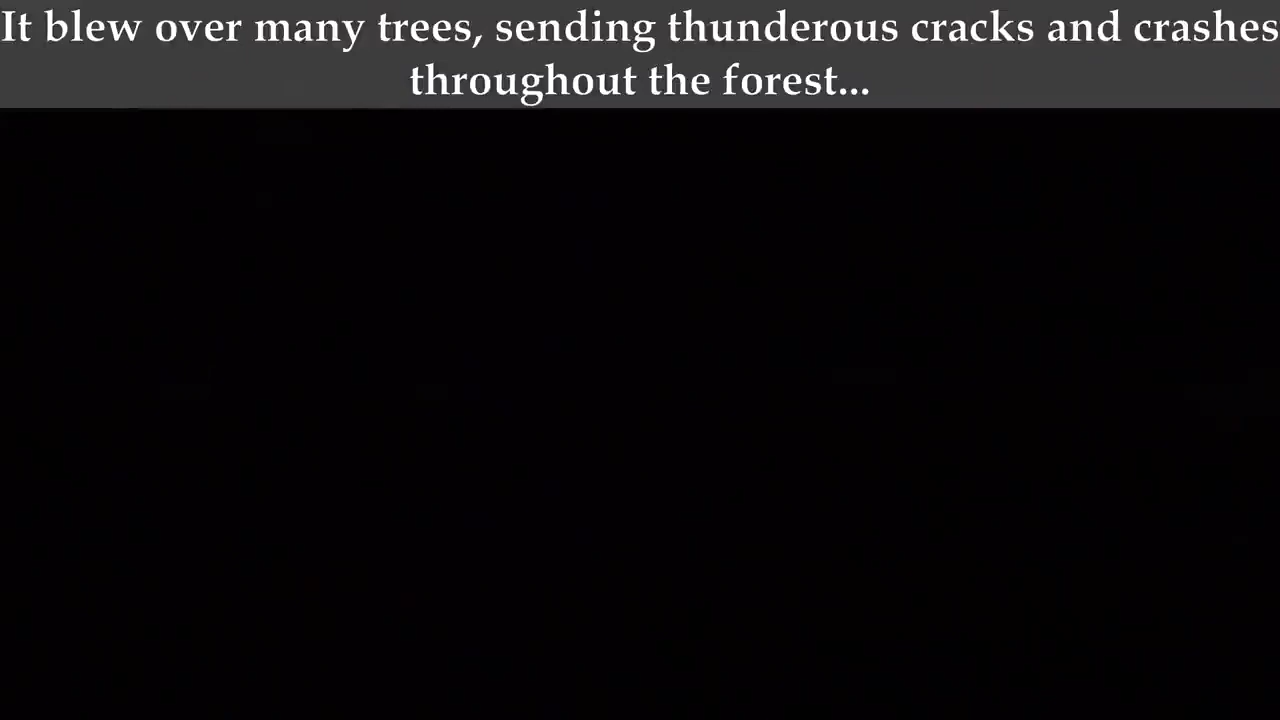 It blew over many trees, sending thunderous cracks and crashes
throughout the forest...